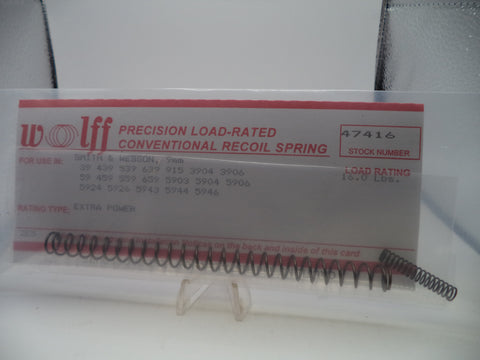 wolff
PRECISION LOAD-RATED
CONVENTIONAL RECOIL SPRING
47416
STOCK NUMBER
FOR USE IN:
SMITH & WESSON, 9mm
39 439 539 639 915 3904 3906
59 459 559 659 5903 5904 5906
5924 5926 5943 5944 5946
LOAD RATING
16.0 Lbs.
RATING TYPE: EXTRA POWER
on the back and inside of this card